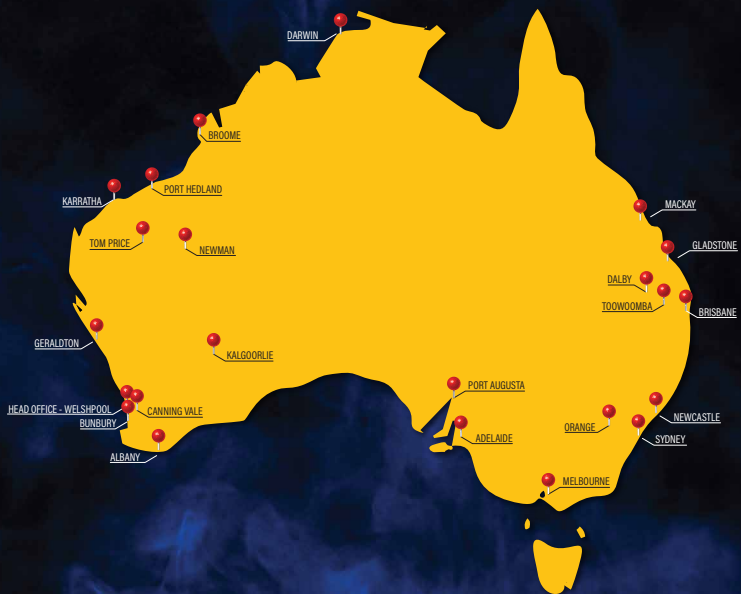 DARWIN
BROOME
PORT HEDLAND
KARRATHA
MACKAY
TOM PRICE
NEWMAN
GLADSTONE
DALBY
TOOWOOMBA
BRISBANE
GERALDTON
KALGOORLIE
PORT AUGUSTA
HEAD OFFICE - WELSHPOOL
CANNING VALE
BUNBURY
NEWCASTLE
ORANGE
ADELAIDE
SYDNEY
ALBANY
MELBOURNE